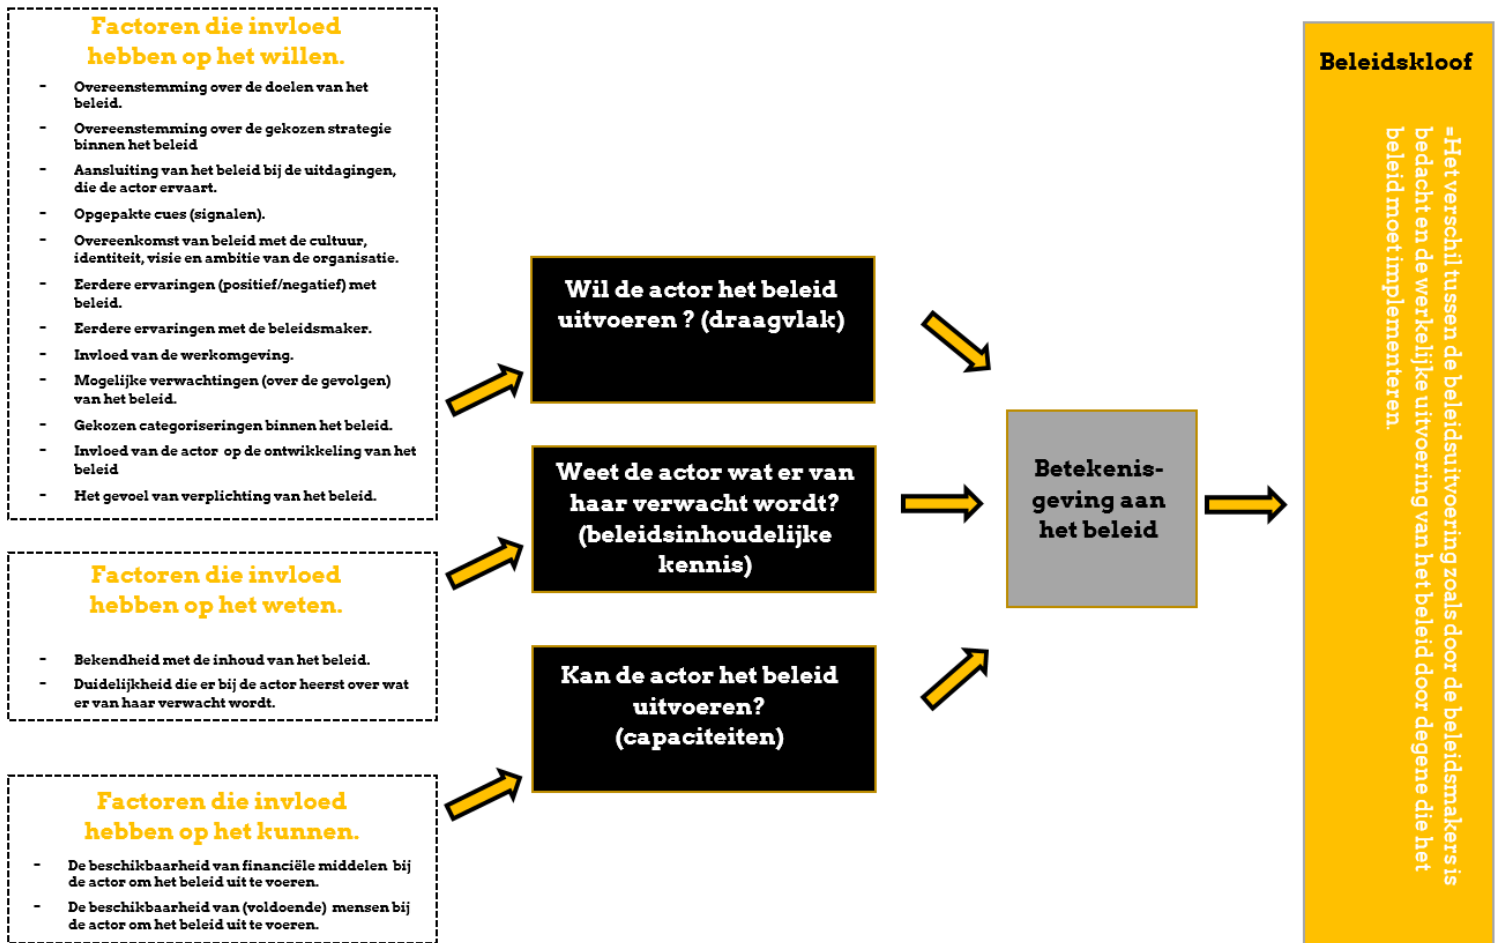 Factoren die invloed
hebben op het willen.
- Overeenstemming over de doelen van het
beleid.
- Overeenstemming over de gekozen strategie
binnen het beleid
- Aansluiting van het beleid bij de uitdagingen,
die de actor ervaart.
- Opgepakte cues (signalen).
- Overeenkomst van beleid met de cultuur,
identiteit, visie en ambitie van de organisatie.
- Eerdere ervaringen (positief/negatief) met
beleid.
- Eerdere ervaringen met de beleidsmaker.
- Invloed van de werkomgeving.
- Mogelijke verwachtingen (over de gevolgen)
van het beleid.
- Gekozen categoriseringen binnen het beleid.
- Invloed van de actor op de ontwikkeling van het
beleid
- Het gevoel van verplichting van het beleid.
Factoren die invloed
hebben op het weten.
- Bekendheid met de inhoud van het beleid.
- Duidelijkheid die er bij de actor heerst over wat
er van haar verwacht wordt.
Factoren die invloed
hebben op het kunnen.
- De beschikbaarheid van financiële middelen bij
de actor om het beleid uit te voeren.
- De beschikbaarheid van (voldoende) mensen bij
de actor om het beleid uit te voeren.
Wil de actor het beleid
uitvoeren ? (draagvlak)
Weet de actor wat er van
haar verwacht wordt?
(beleidsinhoudelijke
kennis)
Kan de actor het beleid
uitvoeren?
(capaciteiten)
Betekenis-
geving aan
het beleid
Beleidskloof
=Het verschil tussen de beleidsuitvoering zoals door de beleidsmakers is
bedacht en de werkelijke uitvoering van het beleid door degene die het
beleid moet implementeren.